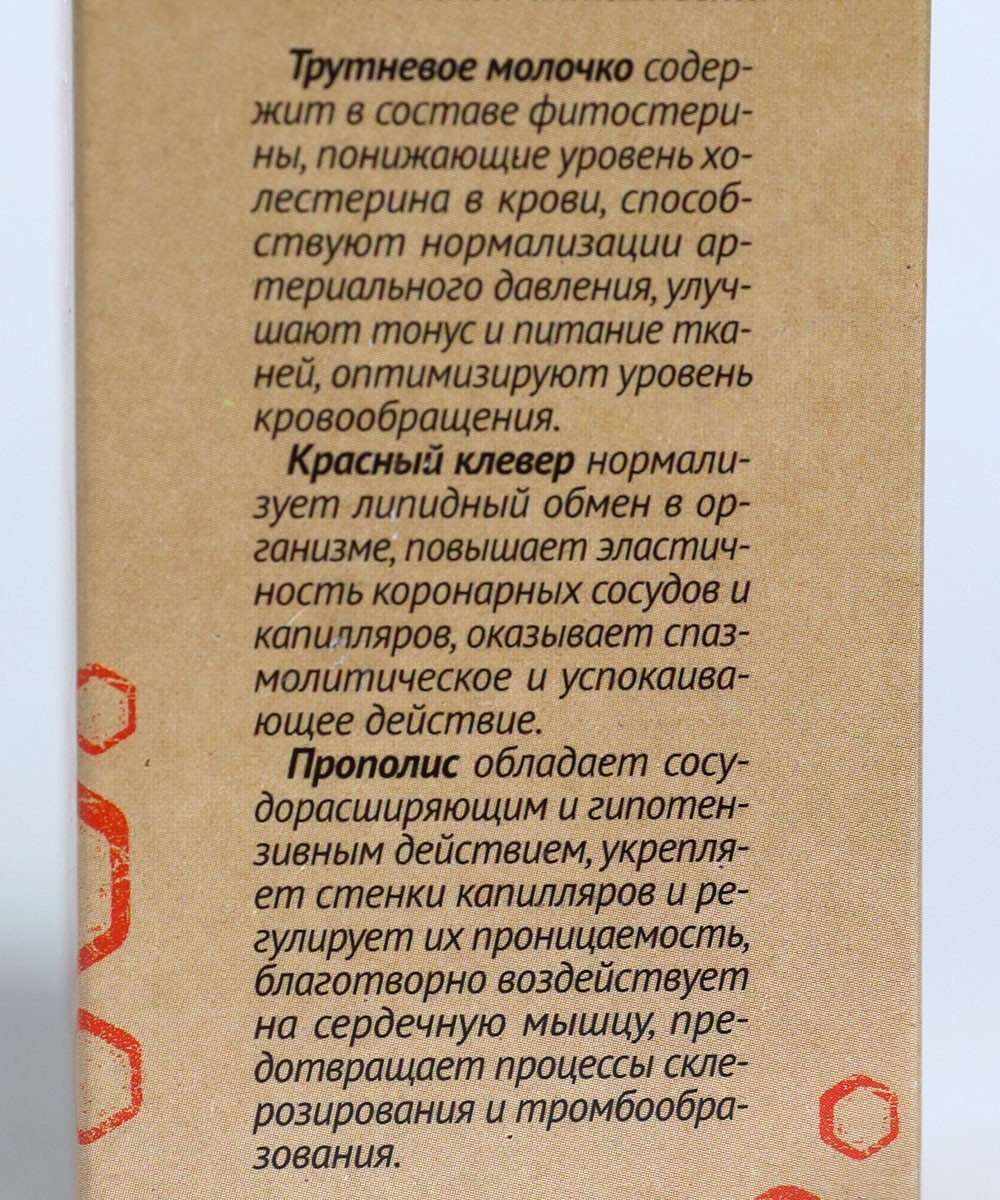 Трутневое молочко содер-
жит в составе фитостери-
ны, понижающие уровень хо-
лестерина в крови, способ-
ствуют нормализации ар-
териального давления, улуч-
шают тонус и питание тка-
ней, оптимизируют уровень
кровообращения.
Красный клевер нормали-
зует липидный обмен в ор-
ганизме, повышает эластич-
ность коронарных сосудов и
капилляров, оказывает спаз-
молитическое и успокаива-
ющее действие.
Прополис обладает сосу-
дорасширяющим и гипотен-
зивным действием, укрепля-
ет стенки капилляров и ре-
гулирует их проницаемость,
благотворно воздействует
на сердечную мышцу, пре-
дотвращает процессы скле-
розирования и тромбообра-
зования.